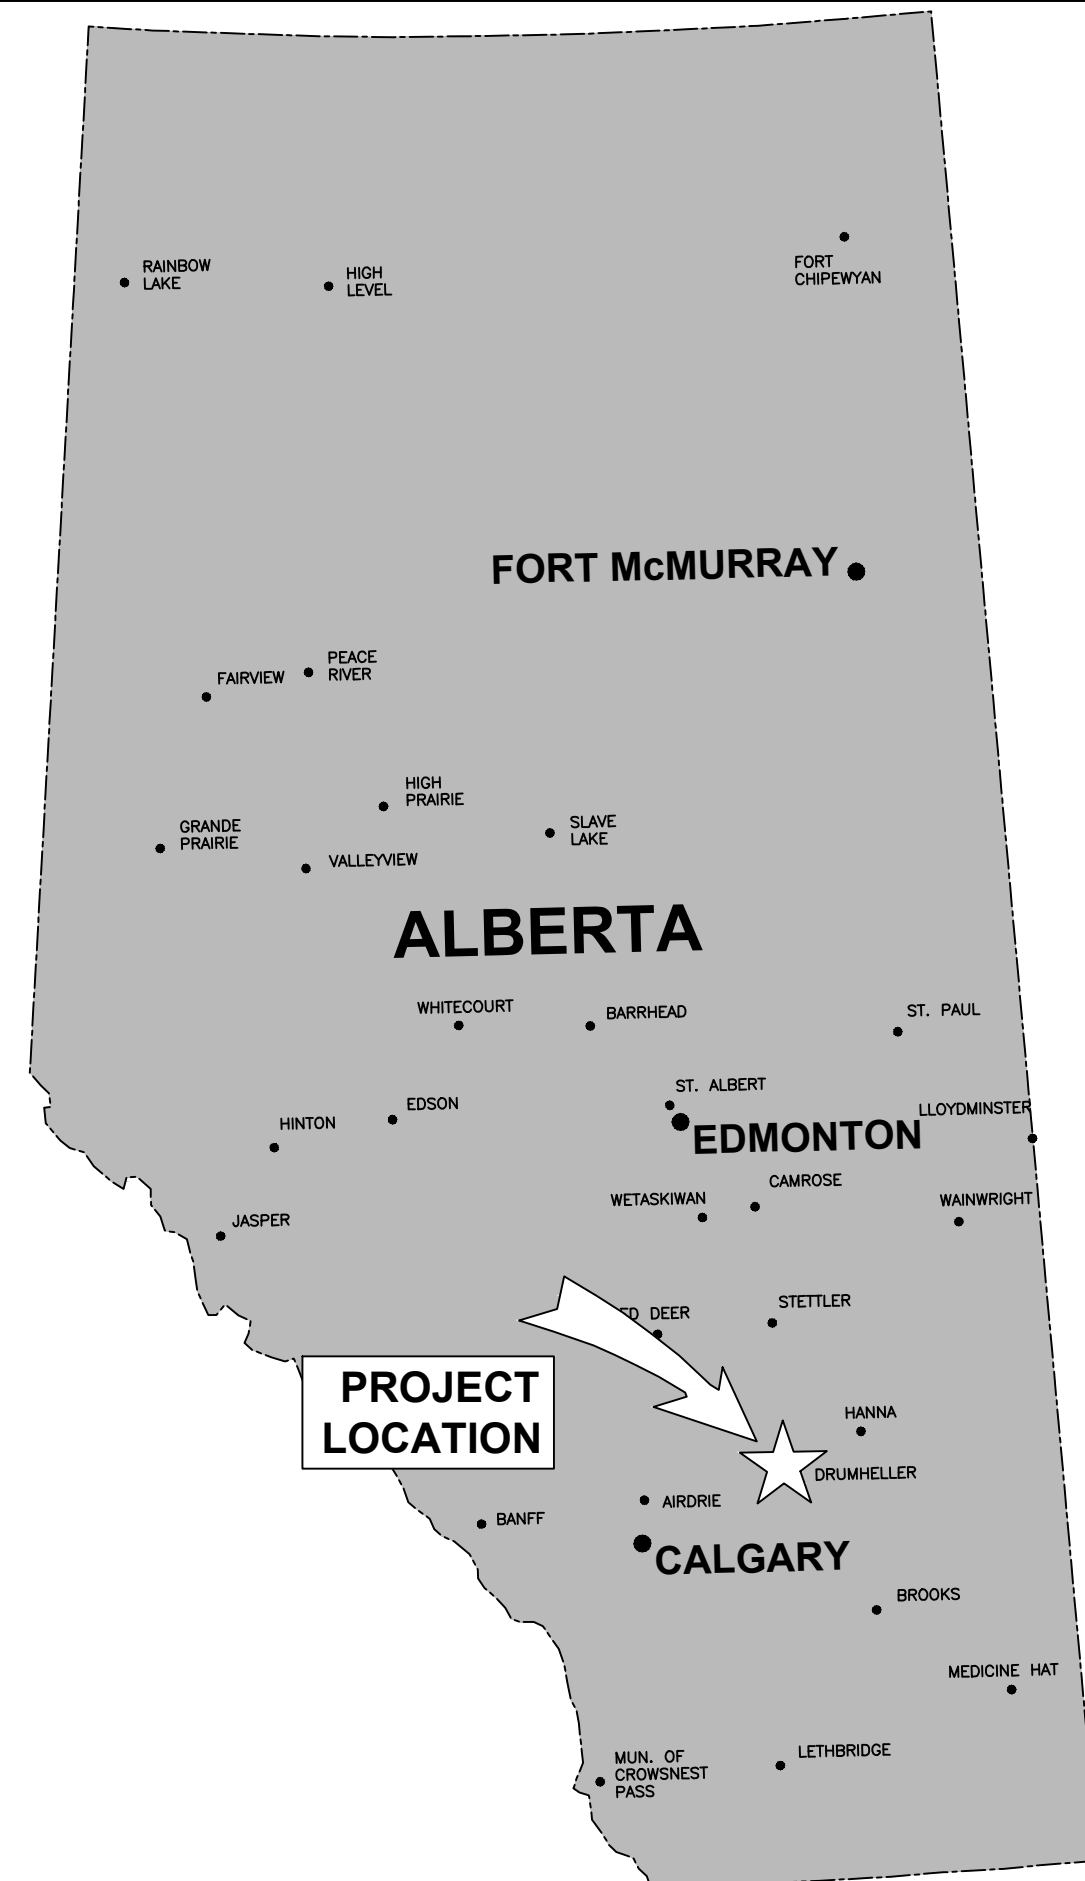 RAINBOW
LAKE
HIGH
LEVEL
FORT
CHIPEWYAN
FORT McMURRAY
PEACE
RIVER
FAIRVIEW
HIGH
PRAIRIE
GRANDE
PRAIRIE
SLAVE
LAKE
VALLEYVIEW
ALBERTA
WHITECOURT
BARRHEAD
ST. PAUL
ST. ALBERT
EDSON
LLOYDMINSTER
HINTON
EDMONTON
CAMROSE
WETASKIWAN
WAINWRIGHT
JASPER
STETTLER
ED DEER
PROJECT
LOCATION
HANNA
DRUMHELLER
AIRDRIE
BANFF
CALGARY
BROOKS
MEDICINE HAT
LETHBRIDGE
MUN. OF
CROWSNEST
PASS